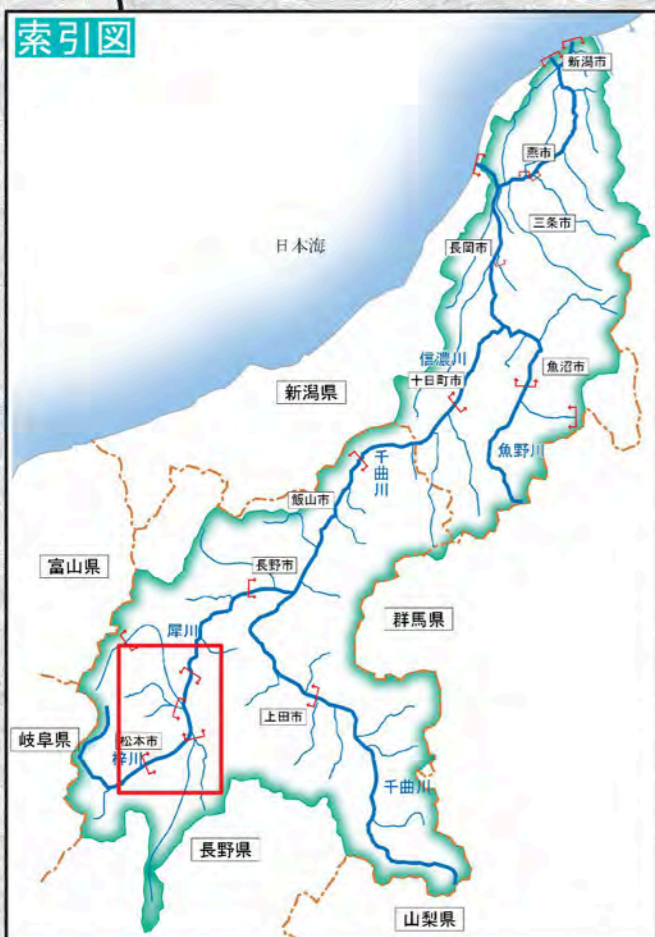 索引図
新潟市
燕市
三条市
長岡市
日本海
信濃川
魚沼市
十日町市
新潟県
魚野川
千曲川
飯山市
富山県
長野市
群馬県
犀川
上田市
岐阜県
松本市
梓川
千曲川
長野県
山梨県